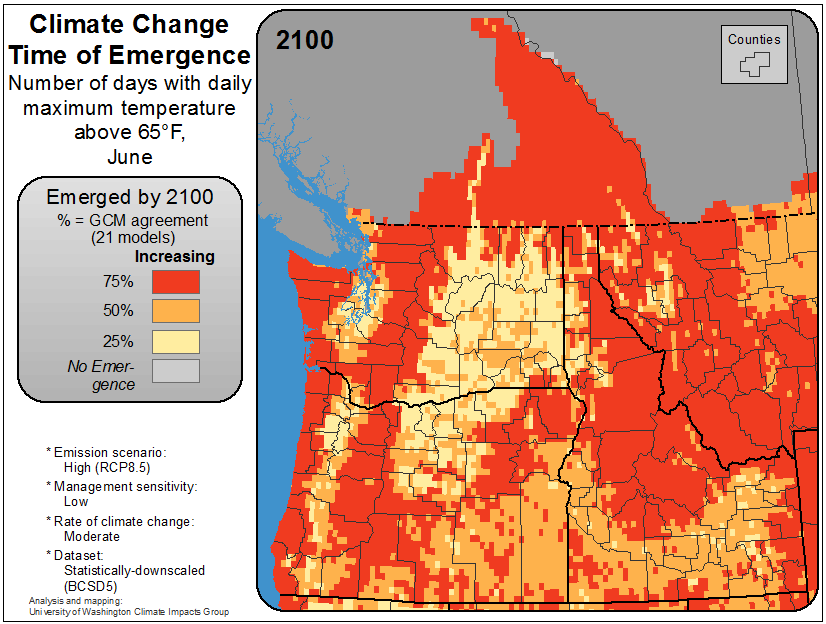 Climate Change
Time of Emergence
Number of days with daily
maximum temperature
above 65°F,
June
Emerged by 2100
% = GCM agreement
(21 models)
Increasing
75%
50%
25%
No Emer-
gence
* Emission scenario:
High (RCP8.5)
* Management sensitivity:
Low
* Rate of climate change:
Moderate
* Dataset:
Statistically-downscaled
(BCSD5)
Analysis and mapping:
University of Washington Climate Impacts Group
2100
Counties